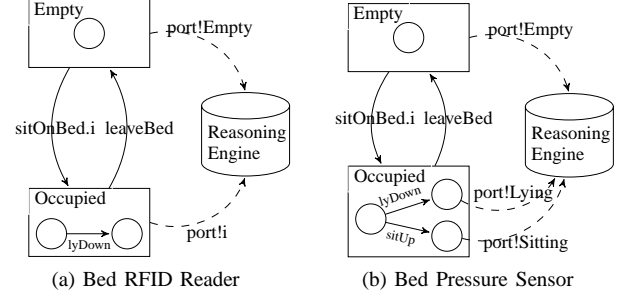 Empty
port!Empty
sitOnBed.i leaveBed
Reasoning
Engine
Occupied
lyDown
port!i
(a) Bed RFID Reader
Empty
port!Empty
sitOnBed.i leaveBed
Reasoning
Engine
Occupied
lyDown
sitUp
port!Lying
port!Sitting
(b) Bed Pressure Sensor